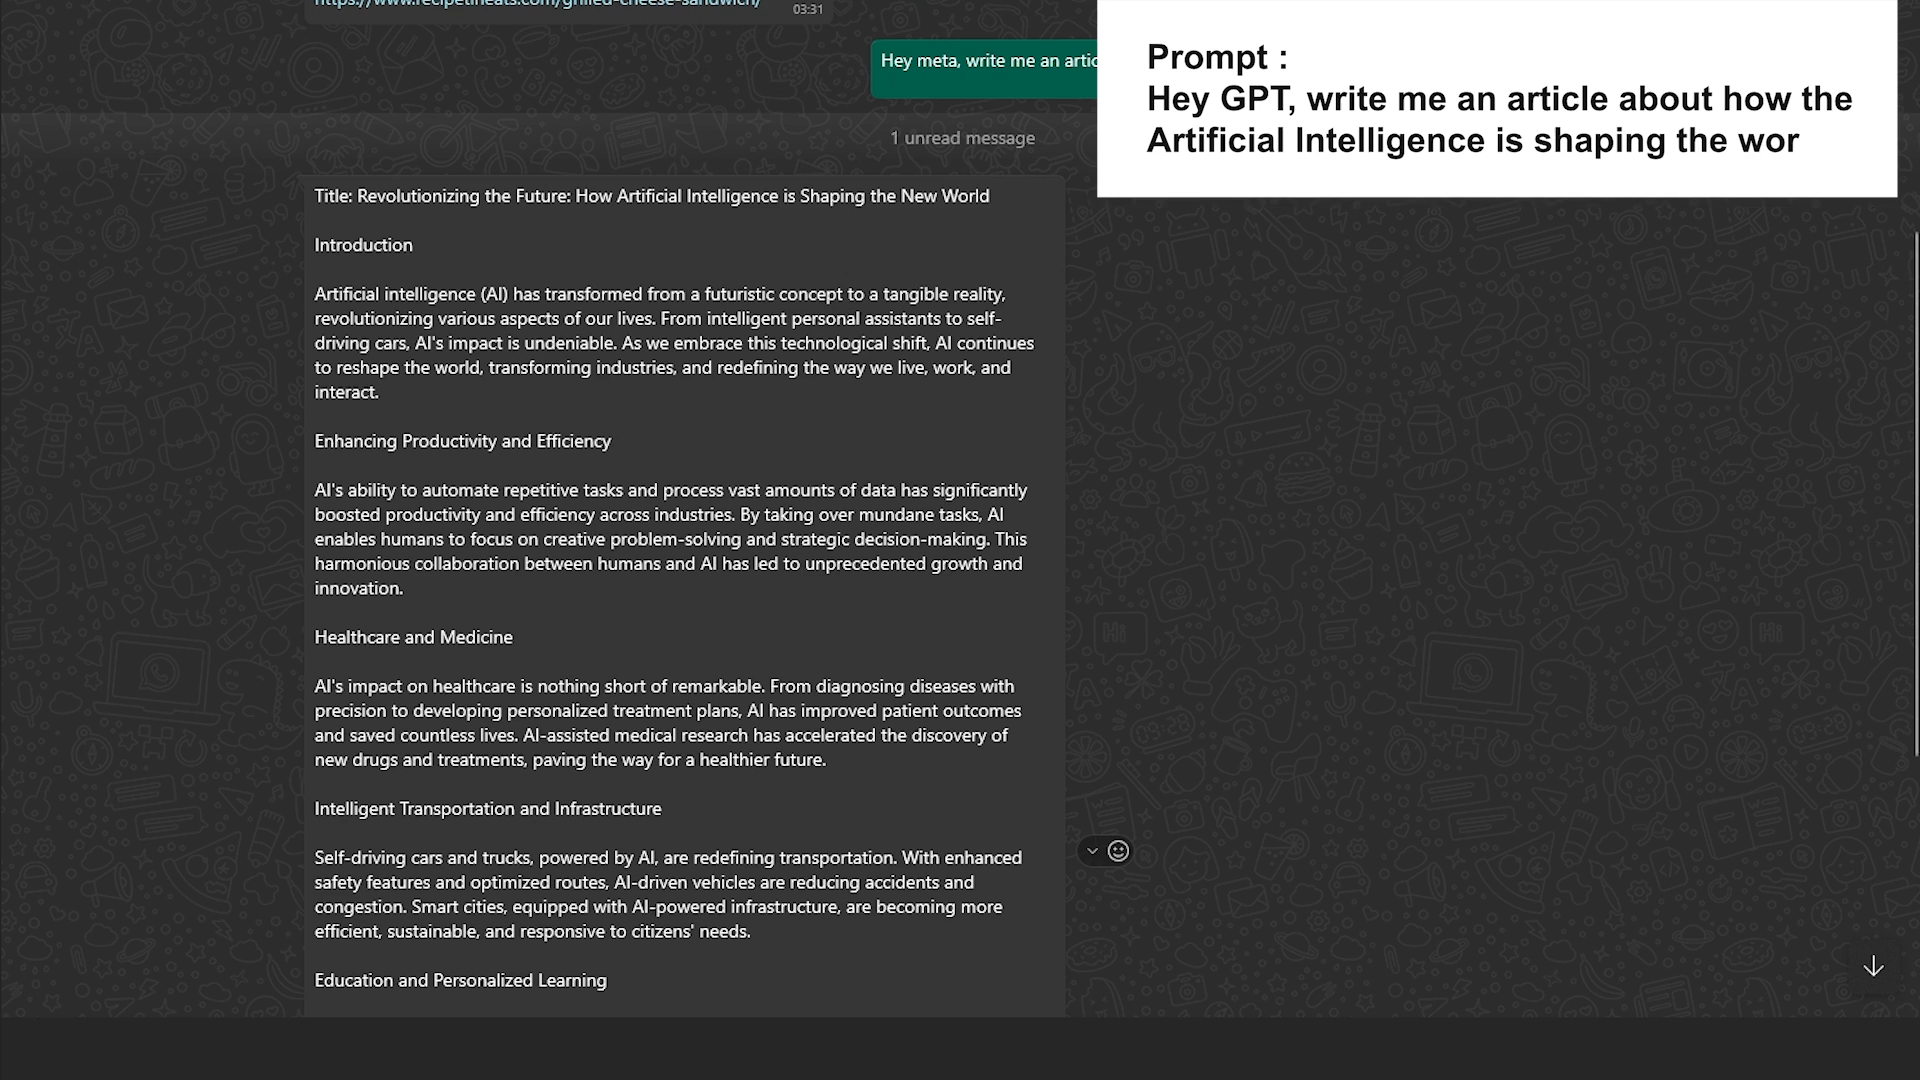 https://www.recipetineats.com/grilled-cheese-sandwich/
03:31
Hey meta, write me an artic
Prompt :
Hey GPT, write me an article about how the
Artificial Intelligence is shaping the wor
1 unread message
Title: Revolutionizing the Future: How Artificial Intelligence is Shaping the New World
Introduction
Artificial intelligence (AI) has transformed from a futuristic concept to a tangible reality,
revolutionizing various aspects of our lives. From intelligent personal assistants to self-
driving cars, AI's impact is undeniable. As we embrace this technological shift, AI continues
to reshape the world, transforming industries, and redefining the way we live, work, and
interact.
Enhancing Productivity and Efficiency
AI's ability to automate repetitive tasks and process vast amounts of data has significantly
boosted productivity and efficiency across industries. By taking over mundane tasks, AI
enables humans to focus on creative problem-solving and strategic decision-making. This
harmonious collaboration between humans and AI has led to unprecedented growth and
innovation.
Healthcare and Medicine
AI's impact on healthcare is nothing short of remarkable. From diagnosing diseases with
precision to developing personalized treatment plans, AI has improved patient outcomes
and saved countless lives. AI-assisted medical research has accelerated the discovery of
new drugs and treatments, paving the way for a healthier future.
Intelligent Transportation and Infrastructure
Self-driving cars and trucks, powered by AI, are redefining transportation. With enhanced
safety features and optimized routes, AI-driven vehicles are reducing accidents and
congestion. Smart cities, equipped with AI-powered infrastructure, are becoming more
efficient, sustainable, and responsive to citizens' needs.
Education and Personalized Learning